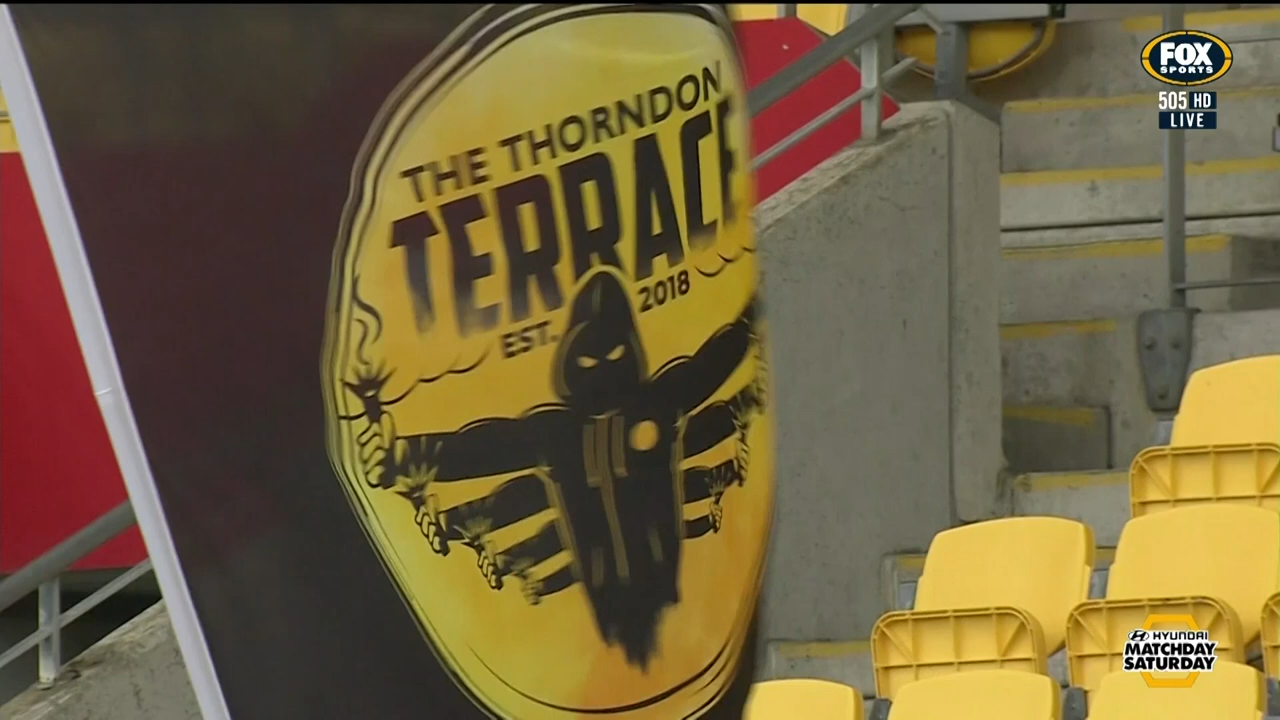 THE THORNDON
TERRACE
EST. 2018
FOX
SPORTS
505 HD
LIVE
HYUNDAI
MATCHDAY
SATURDAY